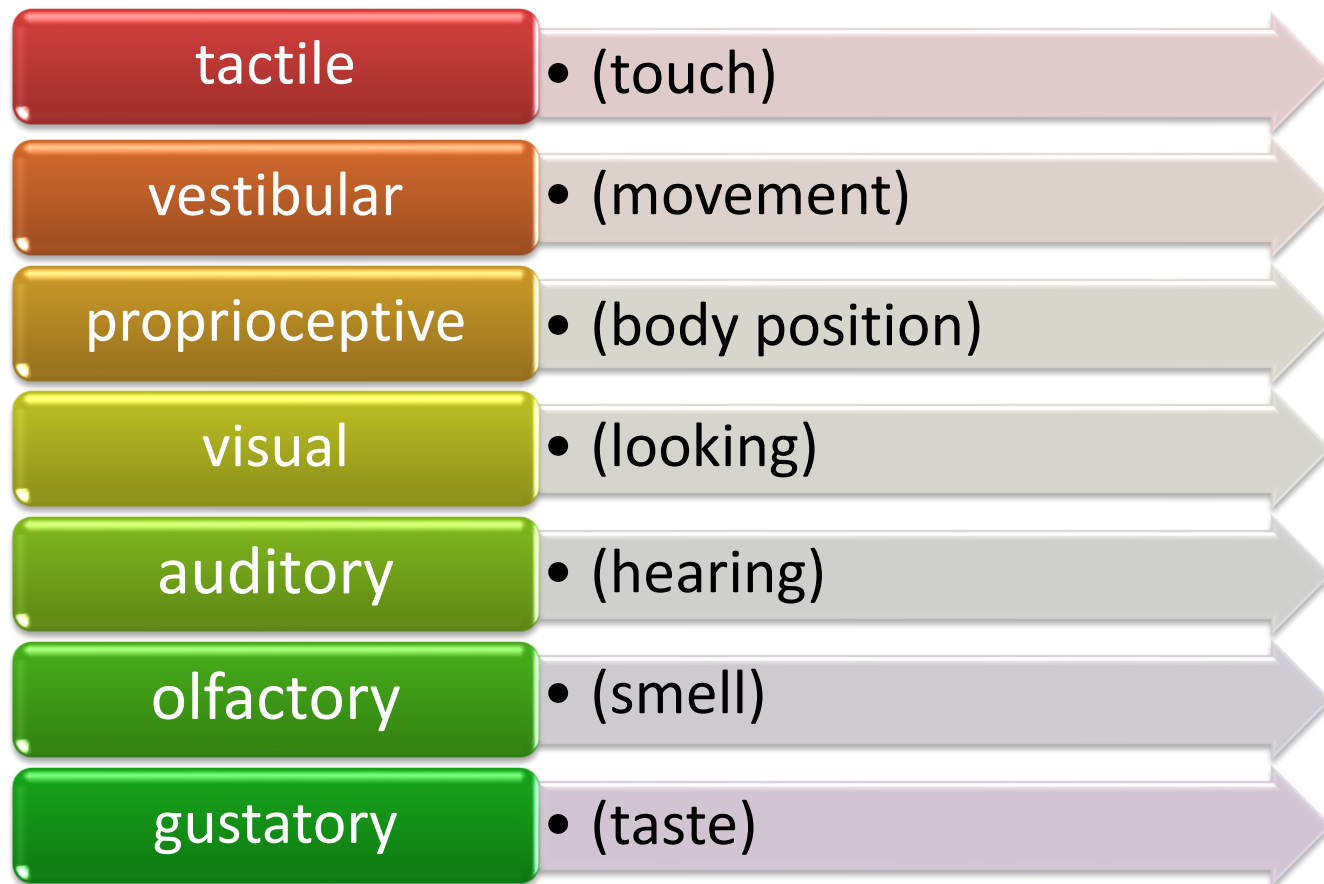 tactile
• (touch)
vestibular
• (movement)
proprioceptive
• (body position)
visual
• (looking)
auditory
• (hearing)
olfactory
• (smell)
gustatory
• (taste)